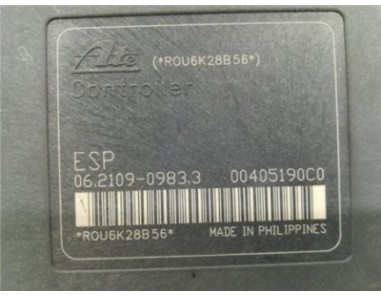 Ate (*ROU6K28B56*)
Controller
ESP
06.2109-0983.3 00405190C0
*ROU6K28B56* MADE IN PHILIPPINES